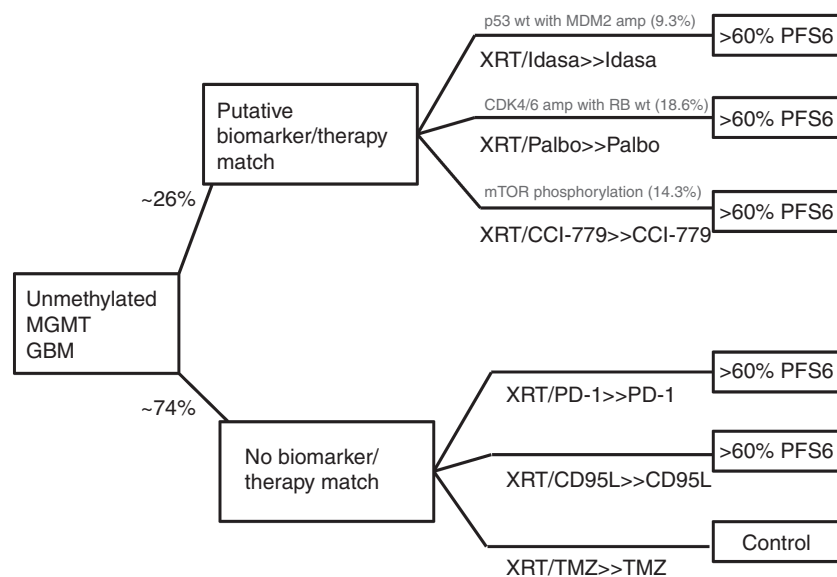 p53 wt with MDM2 amp (9.3%)
>60% PFS6
XRT/Idasa>>Idasa
Putative
biomarker/therapy
match
CDK4/6 amp with RB wt (18.6%)
>60% PFS6
XRT/Palbo>>Palbo
mTOR phosphorylation (14.3%)
>60% PFS6
XRT/CCI-779>>CCI-779
~26%
Unmethylated
MGMT
GBM
~74%
>60% PFS6
XRT/PD-1>>PD-1
No biomarker/
therapy match
>60% PFS6
XRT/CD95L>>CD95L
Control
XRT/TMZ>>TMZ